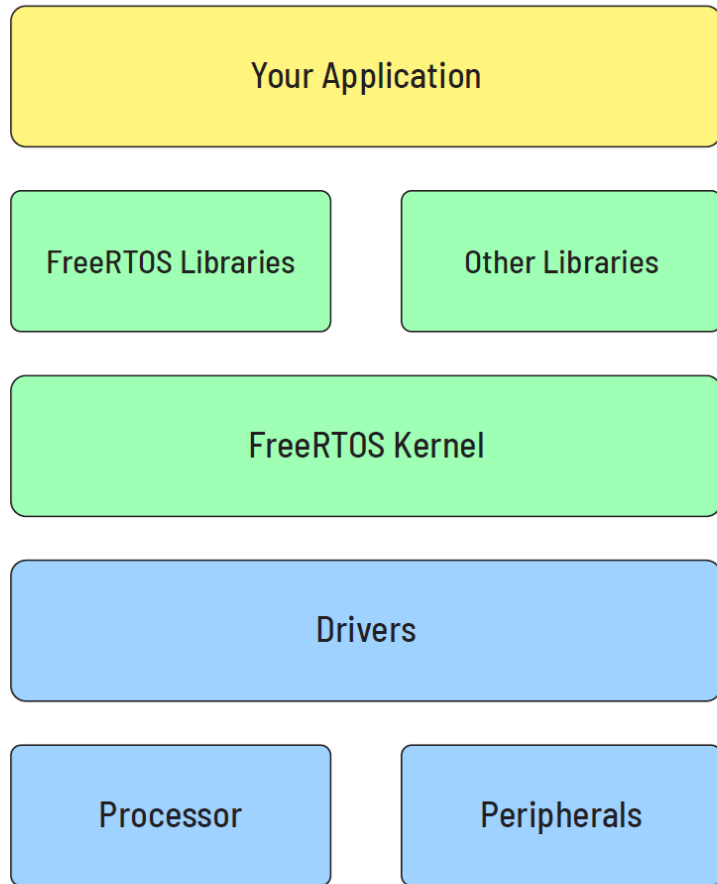 Your Application
FreeRTOS Libraries
Other Libraries
FreeRTOS Kernel
Drivers
Processor
Peripherals